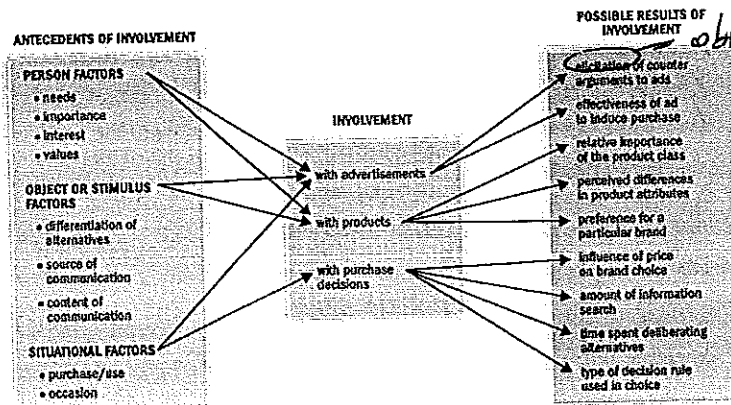 ANTECEDENTS OF INVOLVEMENT
PERSON FACTORS
• needs
• importance
• interest
• values
OBJECT OR STIMULUS
FACTORS
• differentiation of
alternatives
• source of
communication
• content of
communication
SITUATIONAL FACTORS
• purchase/use
• occasion
INVOLVEMENT
with advertisements
with products
with purchase
decisions
POSSIBLE RESULTS OF
INVOLVEMENT
elicitation of counter
arguments to ads
effectiveness of ad
to induce purchase
relative importance
of the product class
perceived differences
in product attributes
preference for a
particular brand
influence of price
on brand choice
amount of information
search
time spent deliberating
alternatives
type of decision rule
used in choice